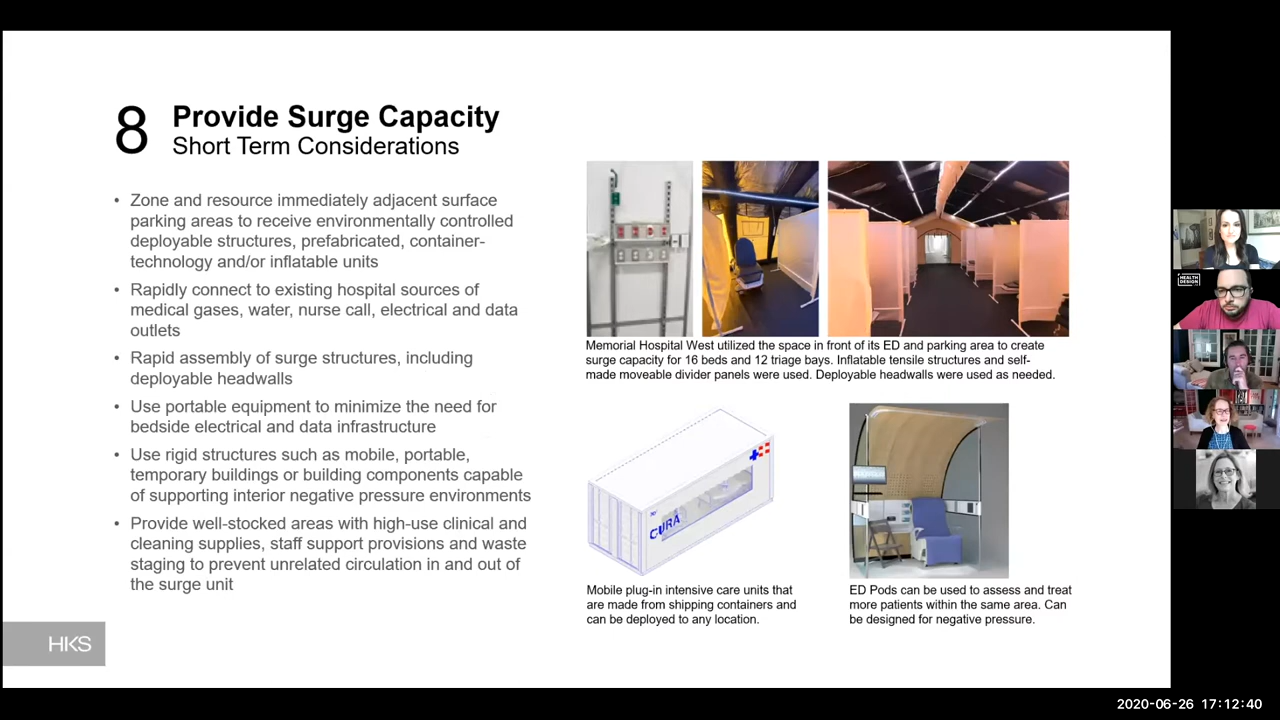 8
Provide Surge Capacity
Short Term Considerations
• Zone and resource immediately adjacent surface
parking areas to receive environmentally controlled
deployable structures, prefabricated, container-
technology and/or inflatable units
• Rapidly connect to existing hospital sources of
medical gases, water, nurse call, electrical and data
outlets
• Rapid assembly of surge structures, including
deployable headwalls
• Use portable equipment to minimize the need for
bedside electrical and data infrastructure
• Use rigid structures such as mobile, portable,
temporary buildings or building components capable
of supporting interior negative pressure environments
• Provide well-stocked areas with high-use clinical and
cleaning supplies, staff support provisions and waste
staging to prevent unrelated circulation in and out of
the surge unit
Memorial Hospital West utilized the space in front of its ED and parking area to create
surge capacity for 16 beds and 12 triage bays. Inflatable tensile structures and self-
made moveable divider panels were used. Deployable headwalls were used as needed.
CURA
Mobile plug-in intensive care units that
are made from shipping containers and
can be deployed to any location.
ED Pods can be used to assess and treat
more patients within the same area. Can
be designed for negative pressure.
HKS
HEALTH
DESIGN
2020-06-26 17:12:40